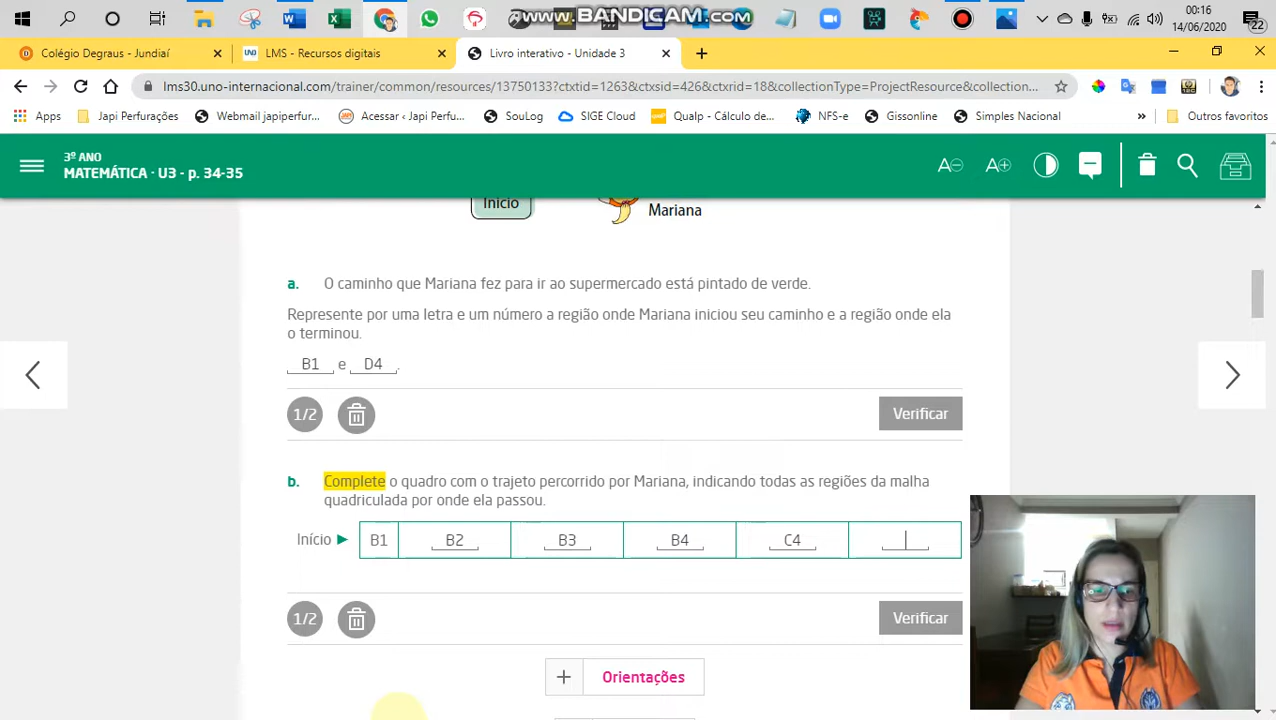 www.BANDICAM.com
00:16
14/06/2020
22
Colégio Degraus - Jundiaí
UNO LMS - Recursos digitais
Livro interativo - Unidade 3
lms30.uno-internacional.com/trainer/common/resources/13750133?ctxtid=1263&ctxsid=426&ctxrid=18&collectionType=ProjectResource&collection...
Apps
Japi Perfurações
Webmail japiperfur...
Acessar ‹ Japi Perfu...
SouLog
SIGE Cloud
Qualp - Cálculo de...
NFS-e
Gissonline
Simples Nacional
»
Outros favoritos
3º ANO
MATEMÁTICA · U3 - p. 34-35
A-
A+
Início
Mariana
a. O caminho que Mariana fez para ir ao supermercado está pintado de verde.
Represente por uma letra e um número a região onde Mariana iniciou seu caminho e a região onde ela
o terminou.
B1 e D4.
1/2
Verificar
b. Complete o quadro com o trajeto percorrido por Mariana, indicando todas as regiões da malha
quadriculada por onde ela passou.
Início ► B1 B2 B3 B4 C4
1/2
Verificar
+ Orientações